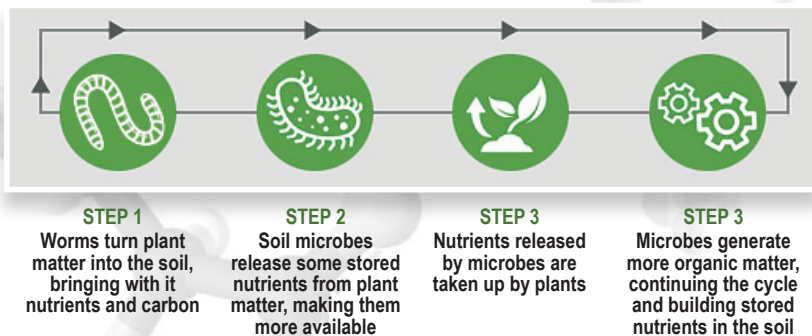 STEP 1
Worms turn plant
matter into the soil,
bringing with it
nutrients and carbon
STEP 2
Soil microbes
release some stored
nutrients from plant
matter, making them
more available
STEP 3
Nutrients released
by microbes are
taken up by plants
STEP 3
Microbes generate
more organic matter,
continuing the cycle
and building stored
nutrients in the soil